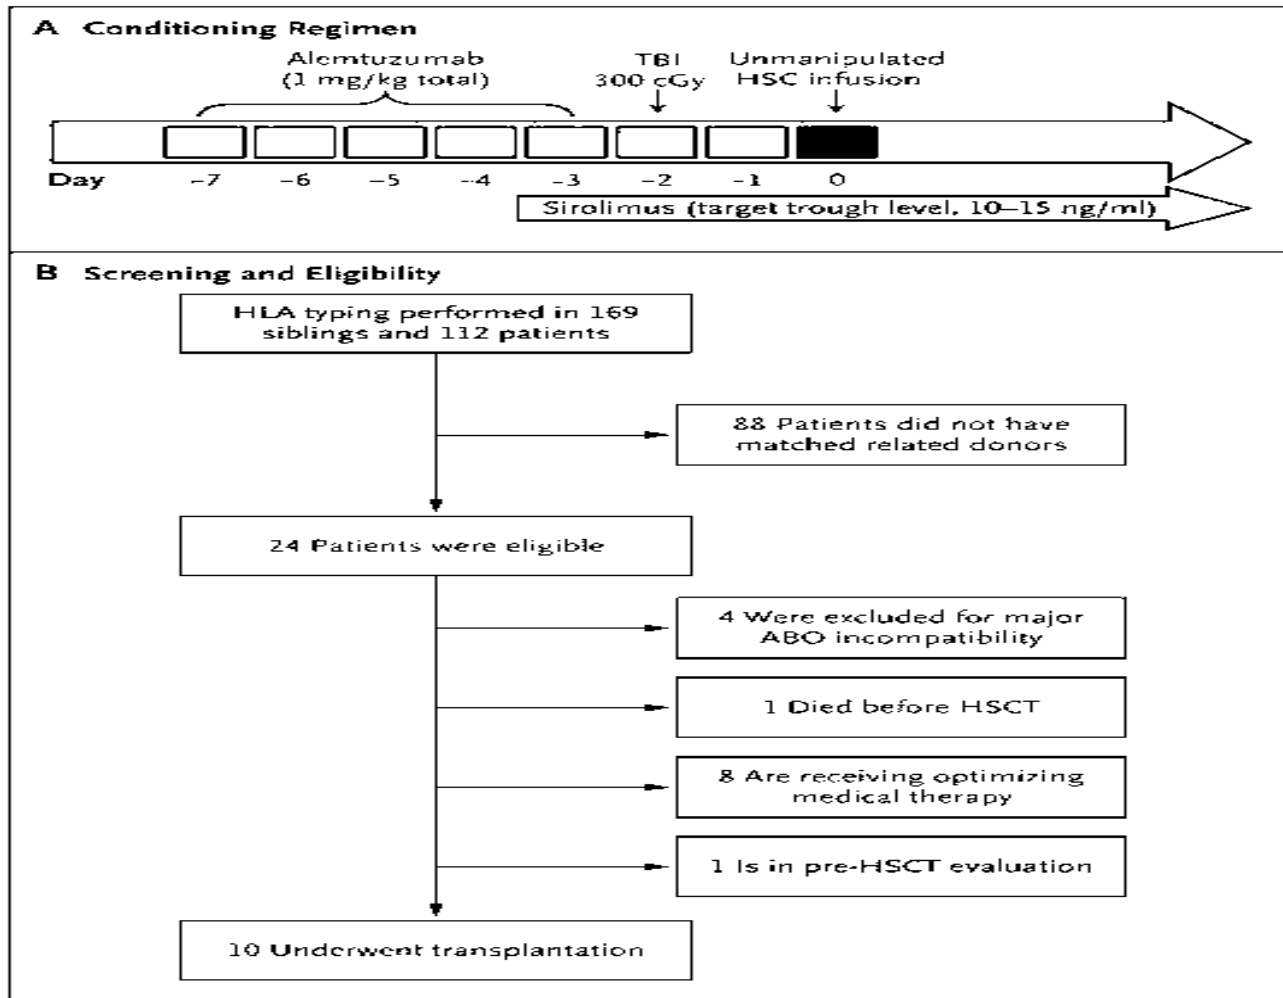 A Conditioning Regimen
Alemtuzumab
(1 mg/kg total)
TBI
300 cGy
Unmanipulated
HSC infusion
Day -7 -6 -5 -4 -3 -2 -1 0
Sirolimus (target trough level, 10–15 ng/ml)
B Screening and Eligibility
HLA typing performed in 169
siblings and 112 patients
88 Patients did not have
matched related donors
24 Patients were eligible
4 Were excluded for major
ABO incompatibility
1 Died before HSCT
8 Are receiving optimizing
medical therapy
1 Is in pre-HSCT evaluation
10 Underwent transplantation